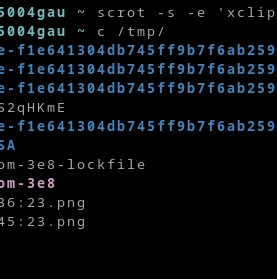 5004gau ~ scrot -s -e 'xclip
5004gau ~ c /tmp/
e-f1e641304db745ff9b7f6ab259
e-f1e641304db745ff9b7f6ab259
e-f1e641304db745ff9b7f6ab259
S2qHKmE
e-f1e641304db745ff9b7f6ab259
SA
om-3e8-lockfile
om-3e8
36:23.png
45:23.png